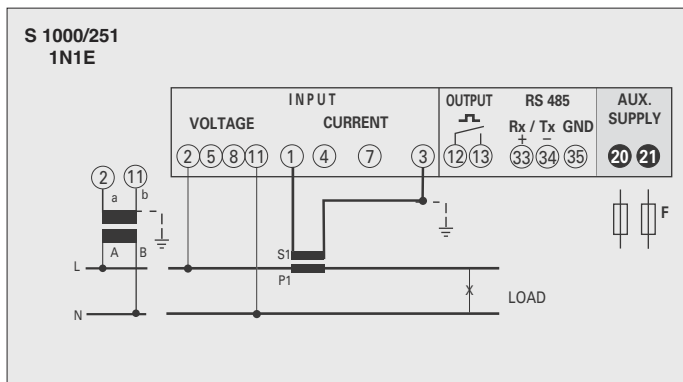 S 1000/251
1N1E
INPUT
OUTPUT
RS 485
AUX.
SUPPLY
VOLTAGE
CURRENT
Rx / Tx GND
+ −
2 5 8 11 1 4 7 3 12 13 33 34 35 20 21
2 11
a b
F
A B
S1
L
P1
LOAD
X
N